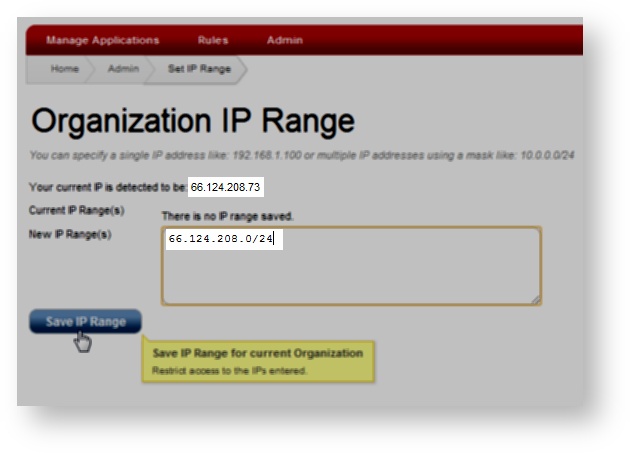 Manage Applications Rules Admin
Home Admin Set IP Range
Organization IP Range
You can specify a single IP address like: 192.168.1.100 or multiple IP addresses using a mask like: 10.0.0.0/24
Your current IP is detected to be: 66.124.208.73
Current IP Range(s) There is no IP range saved.
New IP Range(s) 66.124.208.0/24
Save IP Range
Save IP Range for current Organization
Restrict access to the IPs entered.